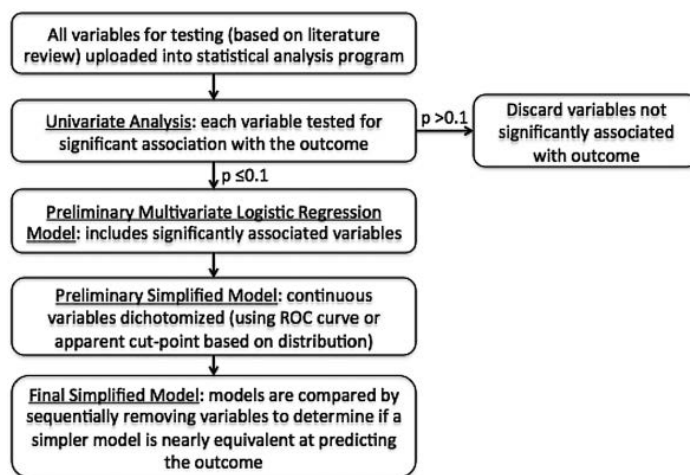 All variables for testing (based on literature
review) uploaded into statistical analysis program
Univariate Analysis: each variable tested for
significant association with the outcome
p >0.1
Discard variables not
significantly associated
with outcome
p ≤0.1
Preliminary Multivariate Logistic Regression
Model: includes significantly associated variables
Preliminary Simplified Model: continuous
variables dichotomized (using ROC curve or
apparent cut-point based on distribution)
Final Simplified Model: models are compared by
sequentially removing variables to determine if a
simpler model is nearly equivalent at predicting
the outcome